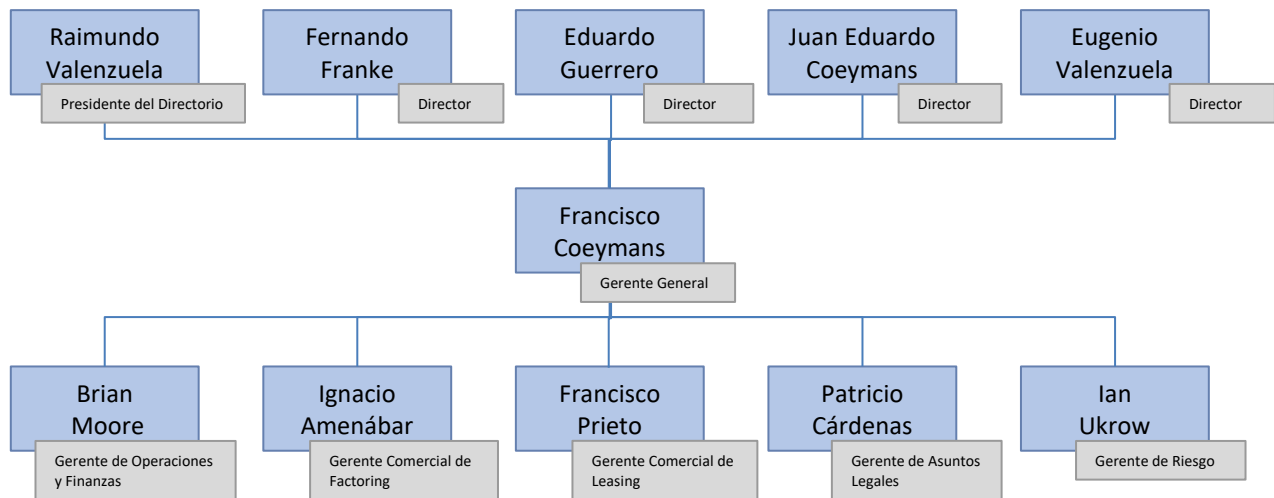 Raimundo
Valenzuela
Presidente del Directorio
Fernando
Franke
Director
Eduardo
Guerrero
Director
Juan Eduardo
Coeymans
Director
Eugenio
Valenzuela
Director
Francisco
Coeymans
Gerente General
Brian
Moore
Gerente de Operaciones
y Finanzas
Ignacio
Amenábar
Gerente Comercial de
Factoring
Francisco
Prieto
Gerente Comercial de
Leasing
Patricio
Cárdenas
Gerente de Asuntos
Legales
Ian
Ukrow
Gerente de Riesgo